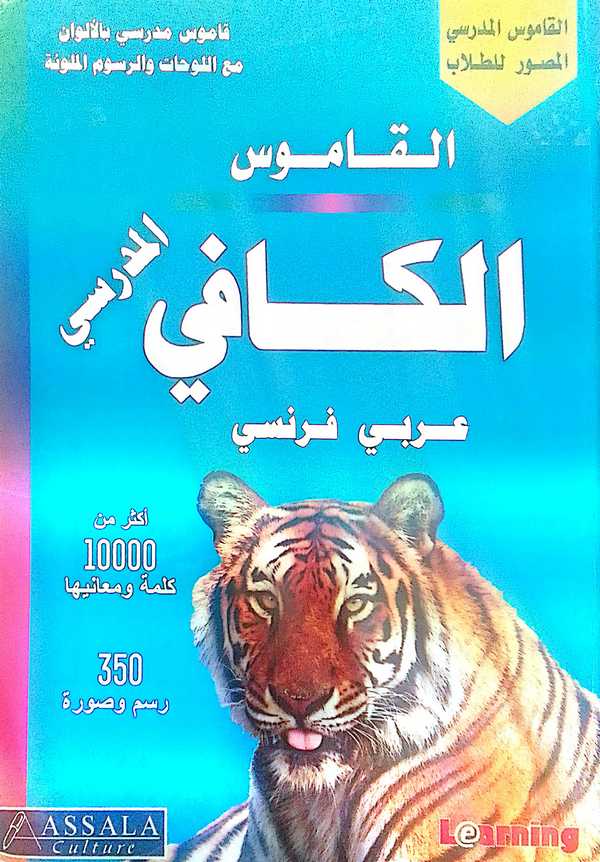 القاموس المدرسي
المصور للطلاب
قاموس مدرسي بالألوان
مع اللوحات والرسوم الملونة
القاموس
الكافي
المدرسي
عربي فرنسي
أكثر من
10000
كلمة ومعانيها
350
رسم وصورة
ASSALA
Culture
Learning